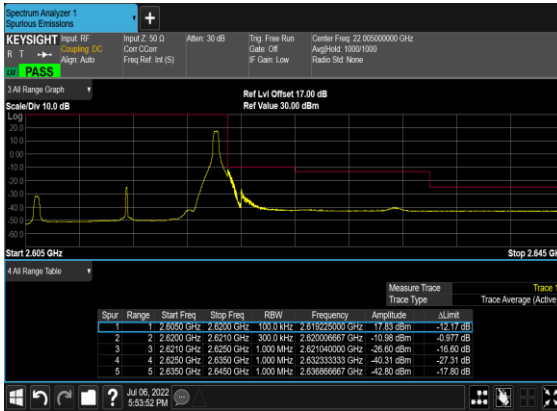 Spectrum Analyzer 1
Spurious Emissions
+
KEYSIGHT Input: RF Input Z: 50 Ω Atten: 30 dB Trig: Free Run Center Freq: 22.005000000 GHz
R T Coupling: DC Corr CCorr Gate: Off Avg|Hold: 1000/1000
Align: Auto Freq Ref: Int (S) IF Gain: Low Radio Std: None
PASS
3 All Range Graph
Scale/Div 10.0 dB
Ref Lvl Offset 17.00 dB
Ref Value 30.00 dBm
Log
20.0
10.0
0.00
-10.0
-20.0
-30.0
-40.0
-50.0
-60.0
Start 2.605 GHz Stop 2.645 GH
4 All Range Table
Measure Trace Trace 1
Trace Type Trace Average (Active
Spur Range Start Freq Stop Freq RBW Frequency Amplitude ΔLimit
1 1 2.6050 GHz 2.6200 GHz 100.0 kHz 2.619225000 GHz 17.83 dBm -12.17 dB
2 2 2.6200 GHz 2.6210 GHz 300.0 kHz 2.620006667 GHz -10.98 dBm -0.977 dB
3 3 2.6210 GHz 2.6250 GHz 1.000 MHz 2.621040000 GHz -26.60 dBm -16.60 dB
4 4 2.6250 GHz 2.6350 GHz 1.000 MHz 2.632333333 GHz -40.31 dBm -27.31 dB
5 5 2.6350 GHz 2.6450 GHz 1.000 MHz 2.636866667 GHz -42.80 dBm -17.80 dB
? Jul 06, 2022
5:53:52 PM